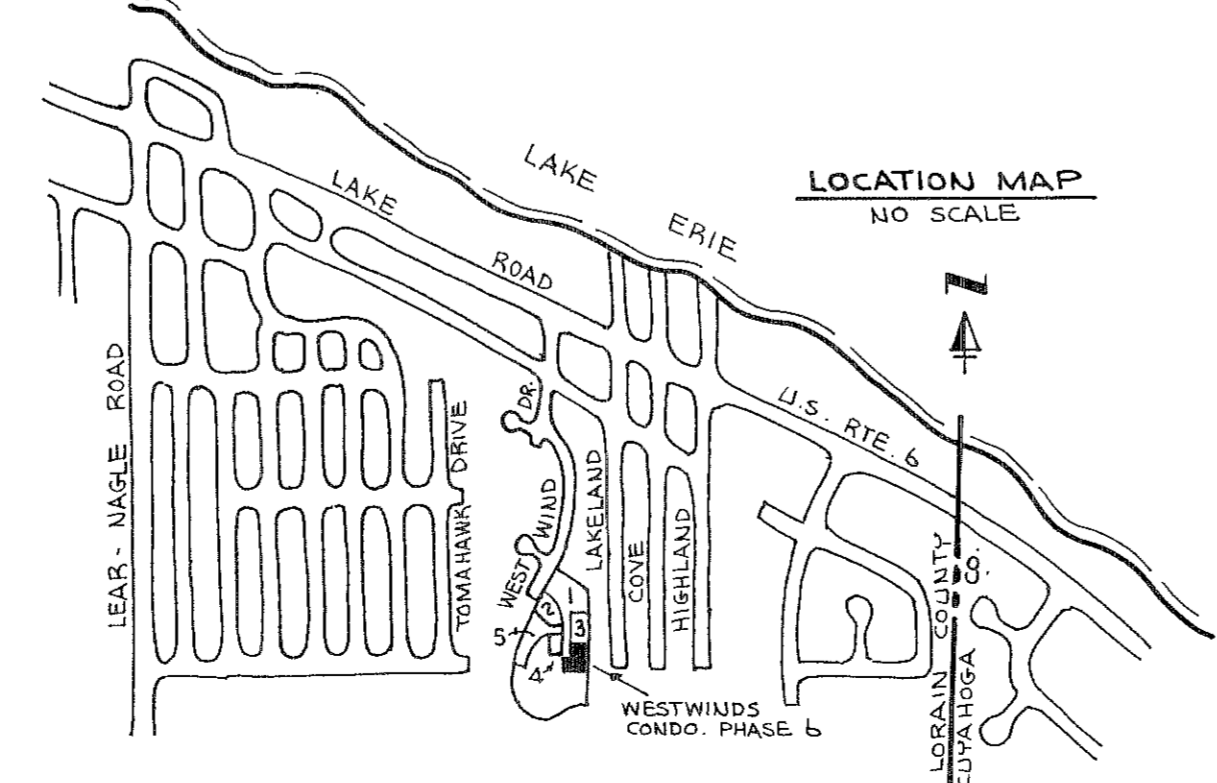 LOCATION MAP
NO SCALE
LAKE ERIE
LAKE ROAD
N
U.S. RTE. 6
LEAR-NAGLE ROAD
TOMAHAWK DRIVE
WEST WIND DR.
LAKELAND
COVE
HIGHLAND
1
2
3
4
5
WESTWINDS
CONDO. PHASE 6
LORAIN COUNTY
CUYAHOGA